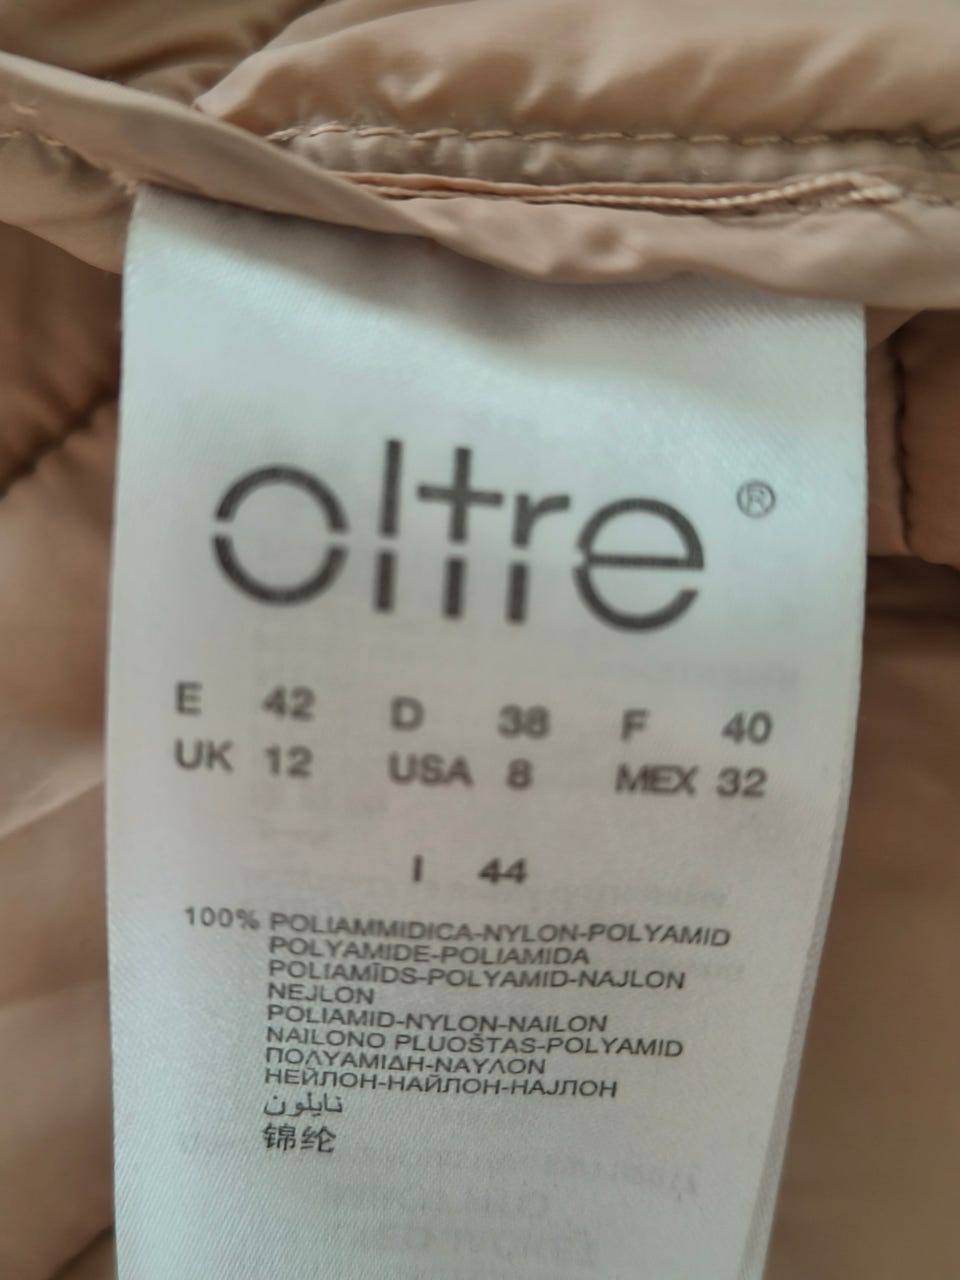 oltre ®
E 42 D 38 F 40
UK 12 USA 8 MEX 32
I 44
100% POLIAMMIDICA-NYLON-POLYAMID
POLYAMIDE-POLIAMIDA
POLIAMĪDS-POLYAMID-NAJLON
NEJLON
POLIAMID-NYLON-NAILON
NAILONO PLUOŠTAS-POLYAMID
ΠΟΛΥΑΜΙΔΗ-ΝΑΥΛΟΝ
НЕЙЛОН-НАЙЛОН-НАЈЛОН
نايلون
锦纶